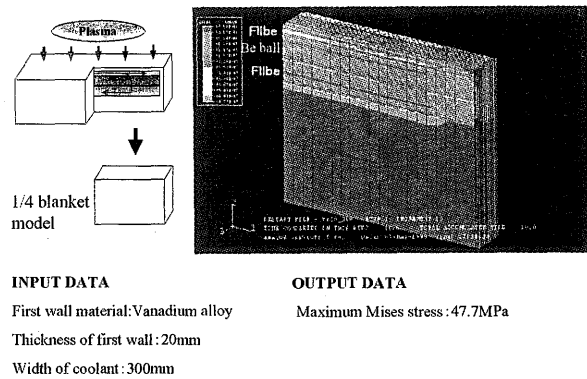 Plasma
Flibe
Be ball
Flibe
1/4 blanket
model
INPUT DATA
First wall material:Vanadium alloy
Thickness of first wall:20mm
Width of coolant:300mm
OUTPUT DATA
Maximum Mises stress:47.7MPa